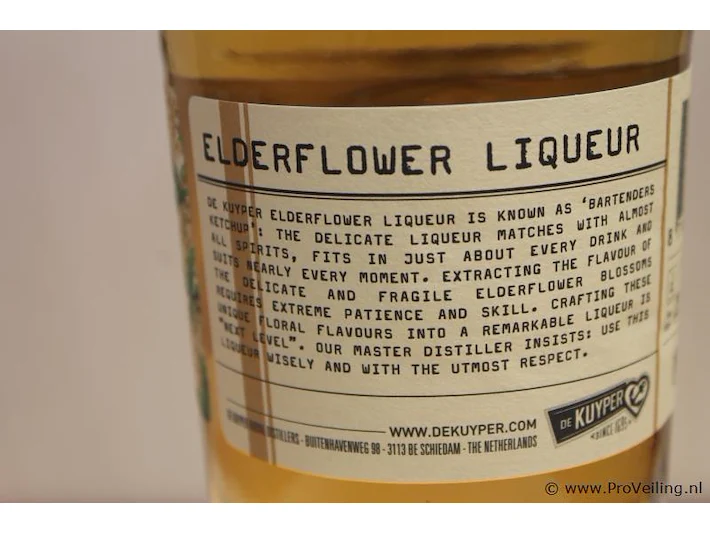 ELDERFLOWER LIQUEUR
DE KUYPER ELDERFLOWER LIQUEUR IS KNOWN AS 'BARTENDERS
KETCHUP': THE DELICATE LIQUEUR MATCHES WITH ALMOST
ALL SPIRITS, FITS IN JUST ABOUT EVERY DRINK AND
SUITS NEARLY EVERY MOMENT. EXTRACTING THE FLAVOUR OF
THE DELICATE AND FRAGILE ELDERFLOWER BLOSSOMS
REQUIRES EXTREME PATIENCE AND SKILL. CRAFTING THESE
UNIQUE FLORAL FLAVOURS INTO A REMARKABLE LIQUEUR IS
"NEXT LEVEL". OUR MASTER DISTILLER INSISTS: USE THIS
LIQUEUR WISELY AND WITH THE UTMOST RESPECT.
WWW.DEKUYPER.COM
DISTILLERS - BUITENHAVENWEG 98 - 3113 BE SCHIEDAM - THE NETHERLANDS
DE KUYPER
SINCE 1695
© www.ProVeiling.nl